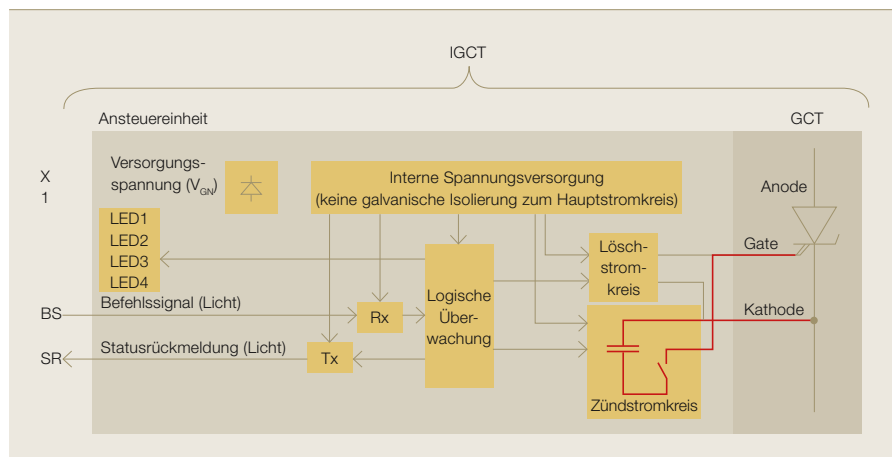 IGCT
Ansteuereinheit
GCT
X
1
Versorgungs-
spannung (V_GN)
Interne Spannungsversorgung
(keine galvanische Isolierung zum Hauptstromkreis)
Anode
LED1
LED2
LED3
LED4
Lösch-
strom-
kreis
Gate
Logische
Über-
wachung
BS
Befehlssignal (Licht)
Rx
Kathode
SR
Statusrückmeldung (Licht)
Tx
Zündstromkreis